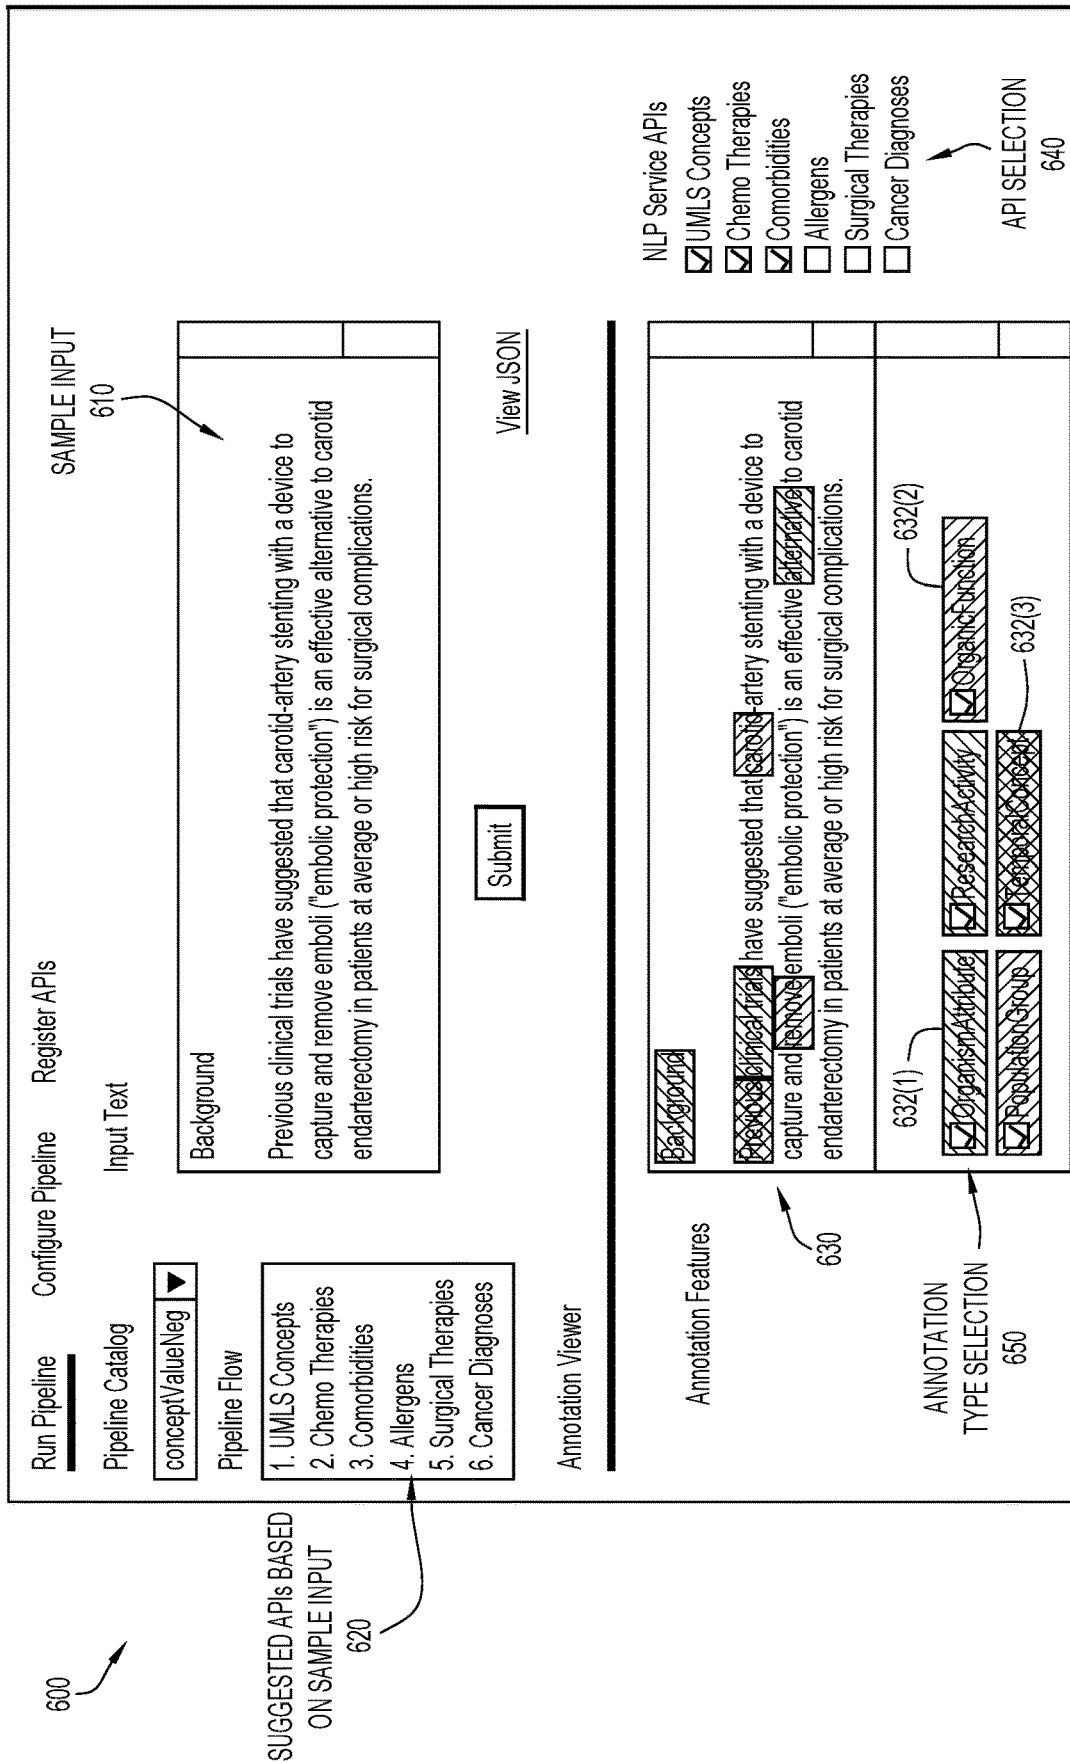 600
Run Pipeline
Configure Pipeline
Register APIs
SAMPLE INPUT
610
Pipeline Catalog
Input Text
conceptValueNeg
Background
Previous clinical trials have suggested that carotid-artery stenting with a device to
capture and remove emboli ("embolic protection") is an effective alternative to carotid
endarterectomy in patients at average or high risk for surgical complications.
Pipeline Flow
1. UMLS Concepts
2. Chemo Therapies
3. Comorbidities
4. Allergens
5. Surgical Therapies
6. Cancer Diagnoses
SUGGESTED APIs BASED
ON SAMPLE INPUT
620
Submit
View JSON
Annotation Viewer
Annotation Features
Background
Previous clinical trials have suggested that carotid-artery stenting with a device to
capture and remove emboli ("embolic protection") is an effective alternative to carotid
endarterectomy in patients at average or high risk for surgical complications.
630
NLP Service APIs
UMLS Concepts
Chemo Therapies
Comorbidities
Allergens
Surgical Therapies
Cancer Diagnoses
API SELECTION
640
632(1)
632(2)
OrganismAttribute
ResearchActivity
OrganicFunction
PopulationGroup
TemporalConcept
632(3)
ANNOTATION
TYPE SELECTION
650